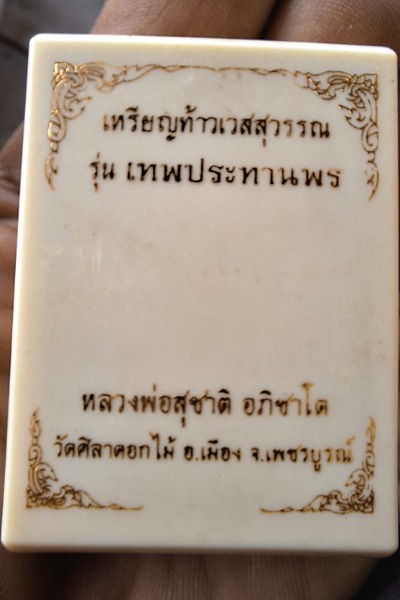 เหรียญท้าวเวสสุวรรณ
รุ่น เทพประทานพร
หลวงพ่อสุชาติ อภิชาโต
วัดศิลาดอกไม้ อ.เมือง จ.เพชรบูรณ์